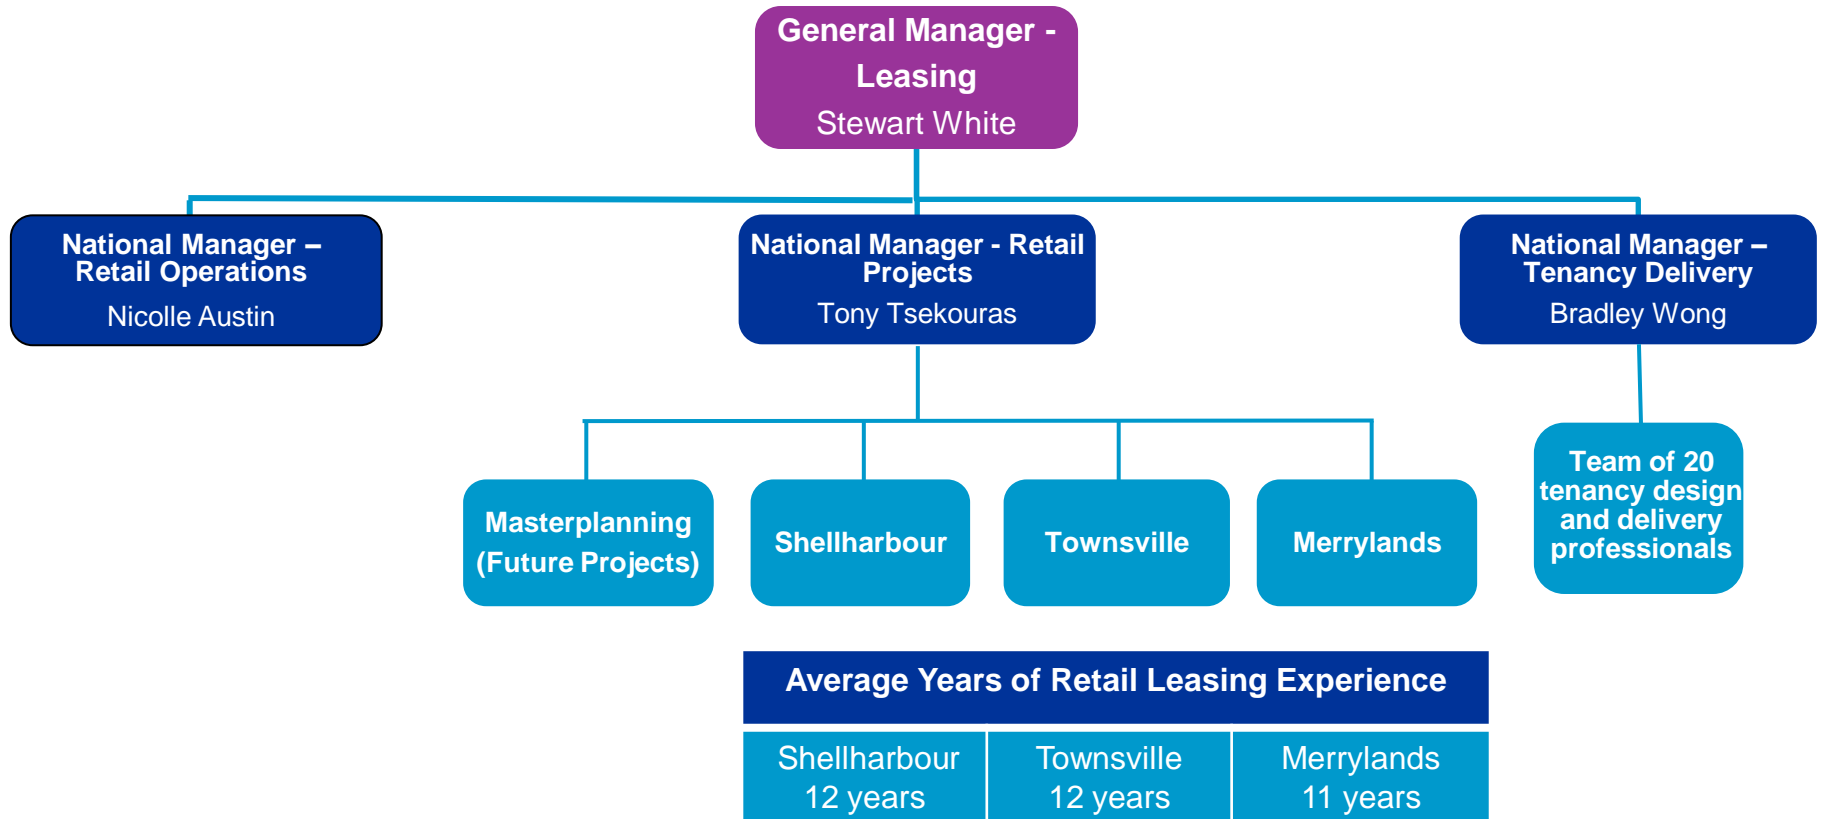 General Manager -
Leasing
Stewart White
National Manager –
Retail Operations
Nicolle Austin
National Manager - Retail
Projects
Tony Tsekouras
National Manager –
Tenancy Delivery
Bradley Wong
Masterplanning
(Future Projects)
Shellharbour
Townsville
Merrylands
Team of 20
tenancy design
and delivery
professionals
Average Years of Retail Leasing Experience
Shellharbour
12 years
Townsville
12 years
Merrylands
11 years